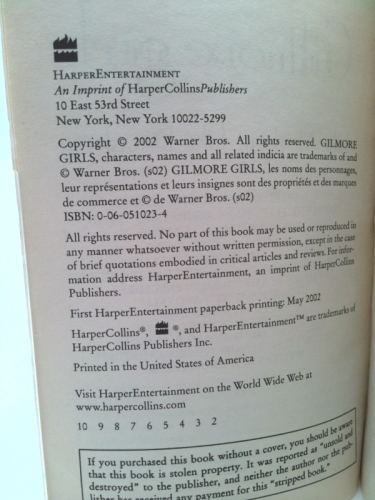 HARPERENTERTAINMENT
An Imprint of HarperCollinsPublishers
10 East 53rd Street
New York, New York 10022-5299
Copyright © 2002 Warner Bros. All rights reserved. GILMORE
GIRLS, characters, names and all related indicia are trademarks of and
© Warner Bros. (s02) GILMORE GIRLS, les noms des personnages,
leur représentations et leurs insignes sont des propriétés et des marques
de commerce et © de Warner Bros. (s02)
ISBN: 0-06-051023-4
All rights reserved. No part of this book may be used or reproduced in
any manner whatsoever without written permission, except in the case
of brief quotations embodied in critical articles and reviews. For infor-
mation address HarperEntertainment, an imprint of HarperCollins
Publishers.
First HarperEntertainment paperback printing: May 2002
HarperCollins®, ®, and HarperEntertainment™ are trademarks of
HarperCollins Publishers Inc.
Printed in the United States of America
Visit HarperEntertainment on the World Wide Web at
www.harpercollins.com
10 9 8 7 6 5 4 3 2
If you purchased this book without a cover, you should be aware
that this book is stolen property. It was reported as "unsold and
destroyed" to the publisher, and neither the author nor the pub-
lisher has received any payment for this "stripped book."